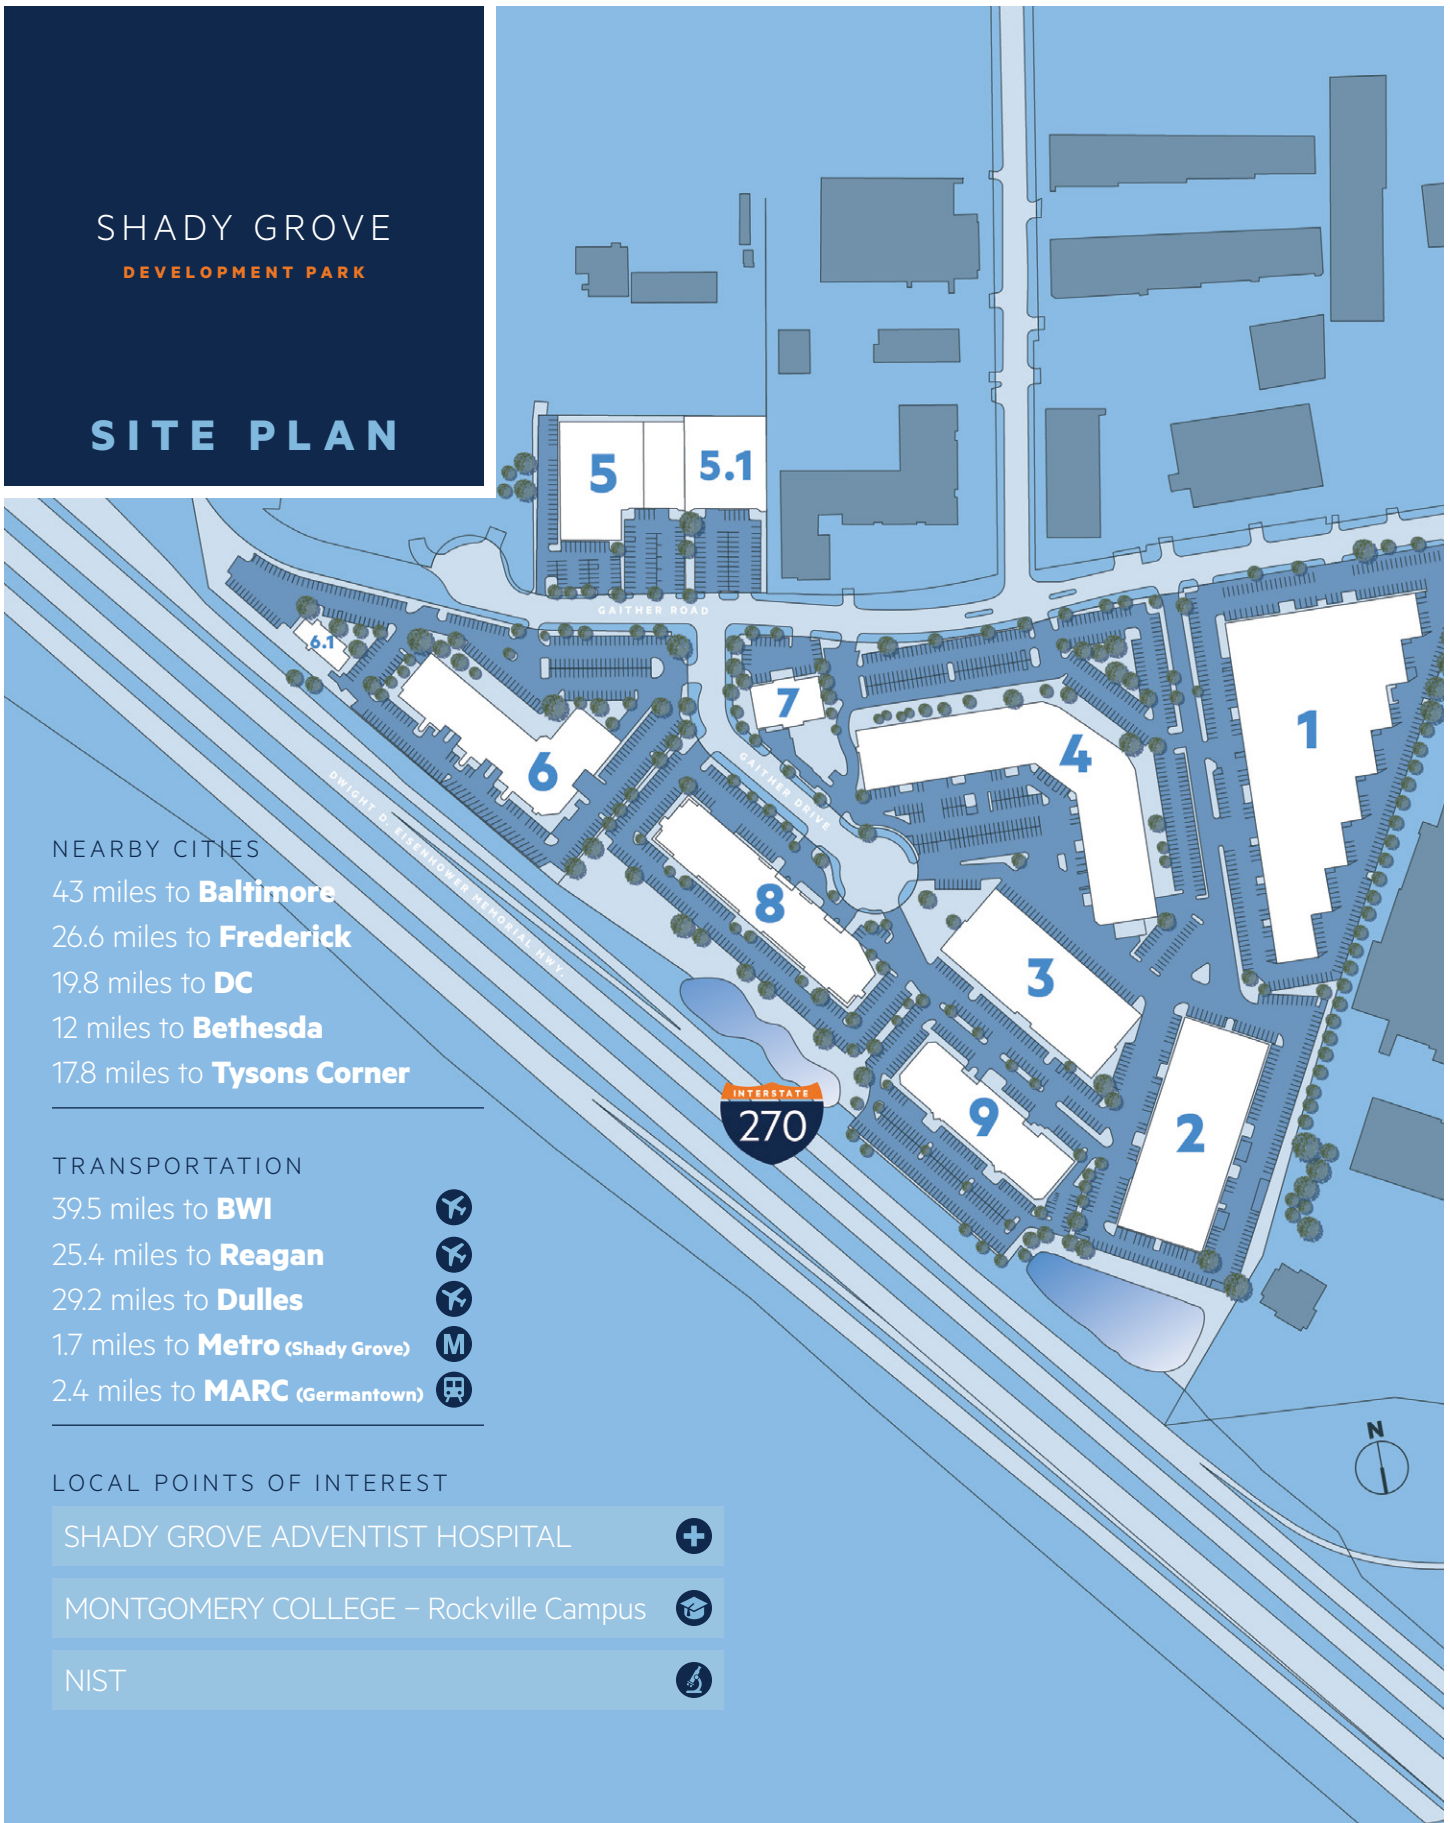 SHADY GROVE
DEVELOPMENT PARK
SITE PLAN
5
5.1
GAITHER ROAD
6.1
7
1
4
6
GAITHER DRIVE
DWIGHT D. EISENHOWER MEMORIAL HWY.
8
3
9
2
INTERSTATE
270
NEARBY CITIES
43 miles to Baltimore
26.6 miles to Frederick
19.8 miles to DC
12 miles to Bethesda
17.8 miles to Tysons Corner
TRANSPORTATION
39.5 miles to BWI
25.4 miles to Reagan
29.2 miles to Dulles
1.7 miles to Metro (Shady Grove) M
2.4 miles to MARC (Germantown)
N
LOCAL POINTS OF INTEREST
SHADY GROVE ADVENTIST HOSPITAL
MONTGOMERY COLLEGE – Rockville Campus
NIST